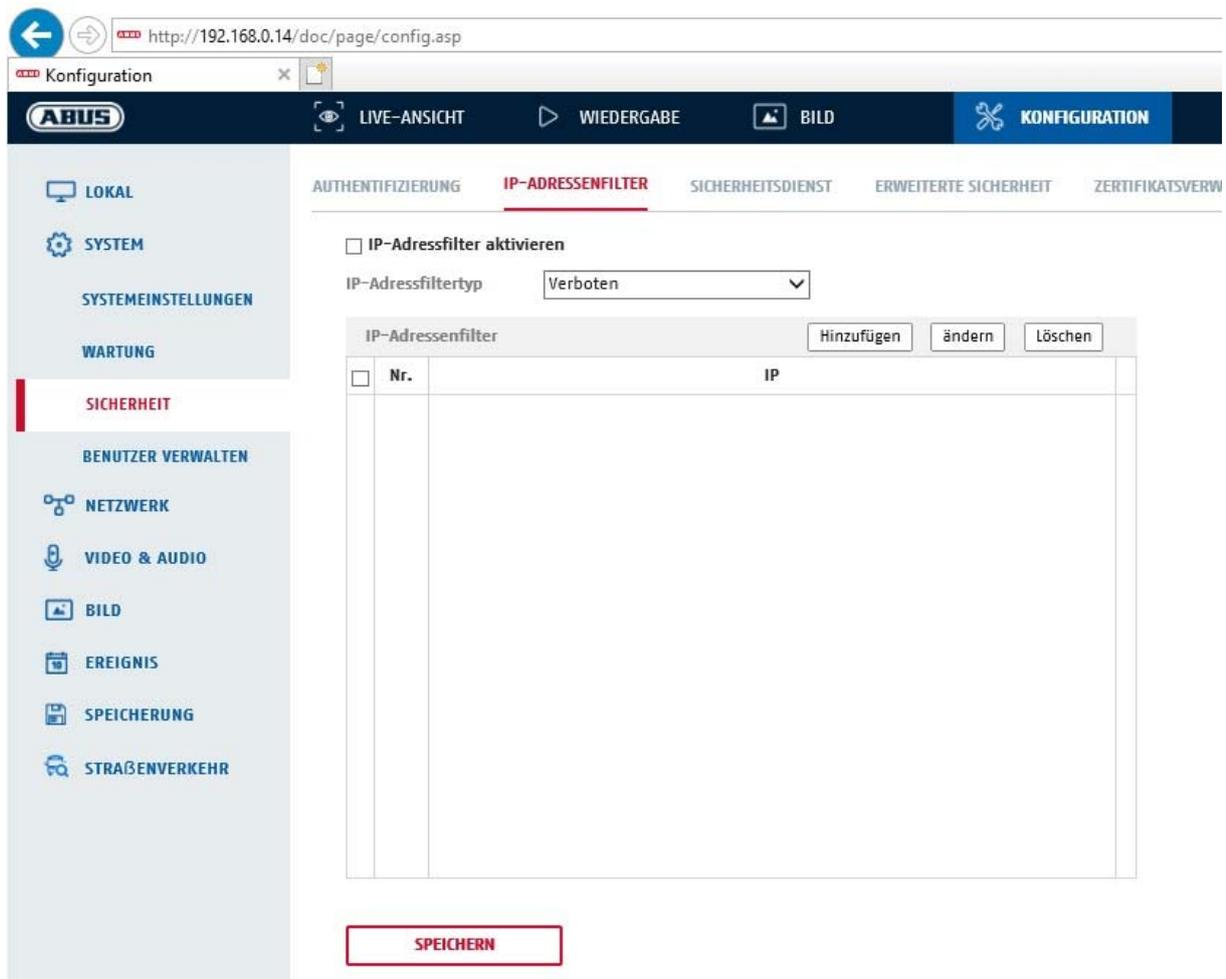 http://192.168.0.14/doc/page/config.asp
Konfiguration
ABUS
LIVE-ANSICHT
WIEDERGABE
BILD
KONFIGURATION
LOKAL
SYSTEM
SYSTEMEINSTELLUNGEN
WARTUNG
SICHERHEIT
BENUTZER VERWALTEN
NETZWERK
VIDEO & AUDIO
BILD
EREIGNIS
SPEICHERUNG
STRAßENVERKEHR
AUTHENTIFIZIERUNG
IP-ADRESSENFILTER
SICHERHEITSDIENST
ERWEITERTE SICHERHEIT
ZERTIFIKATSVERW
IP-Adressfilter aktivieren
IP-Adressfiltertyp
Verboten
IP-Adressenfilter
Hinzufügen
ändern
Löschen
Nr.
IP
SPEICHERN